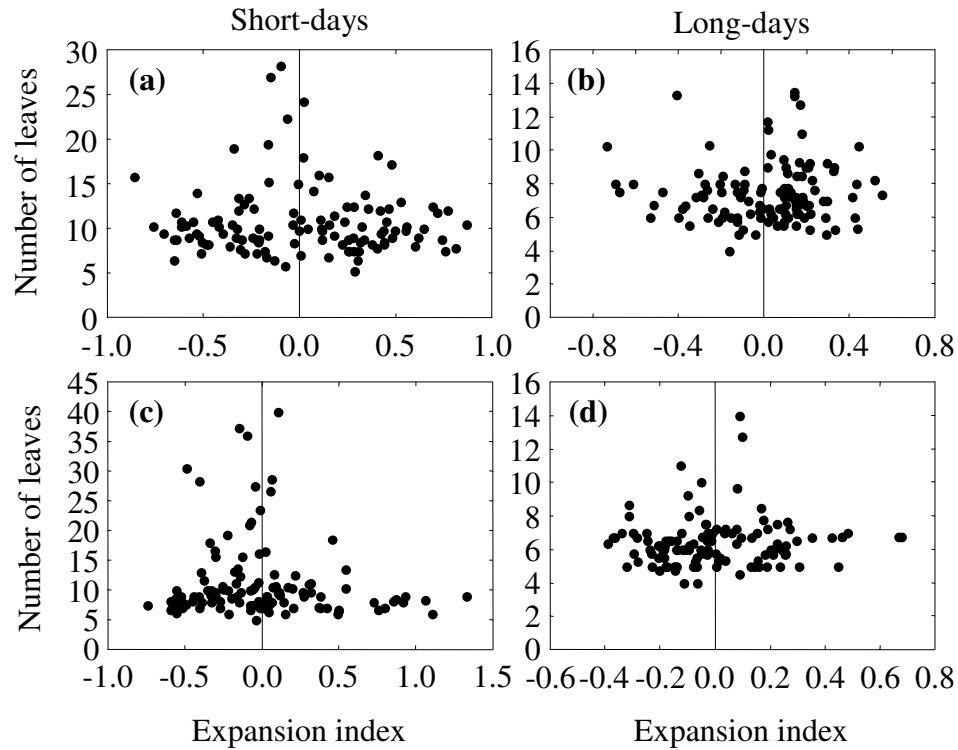 Short-days
Long-days
Number of leaves
(a)
30
25
20
15
10
5
0
-1.0 -0.5 0.0 0.5 1.0
(b)
16
14
12
10
8
6
4
2
0
-0.8 -0.4 0.0 0.4 0.8
Number of leaves
(c)
45
40
35
30
25
20
15
10
5
0
-1.0 -0.5 0.0 0.5 1.0 1.5
Expansion index
(d)
16
14
12
10
8
6
4
2
0
-0.6 -0.4 -0.2 0.0 0.2 0.4 0.6 0.8
Expansion index